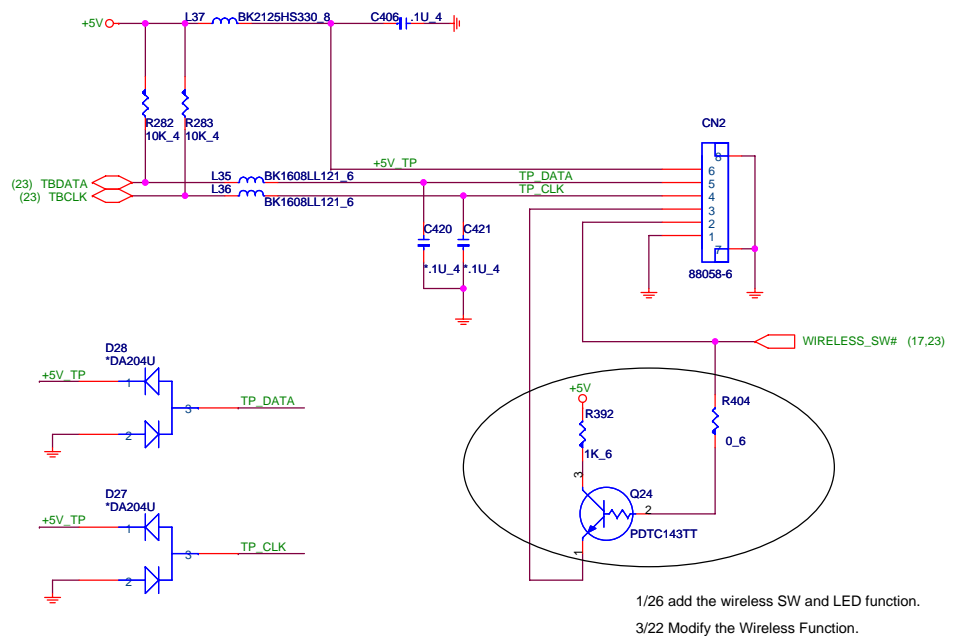 +5V
L37
BK2125HS330_8
C406
.1U_4
R282
10K_4
R283
10K_4
CN2
8
+5V_TP
6
(23) TBDATA
L35
BK1608LL121_6
TP_DATA
5
(23) TBCLK
L36
BK1608LL121_6
TP_CLK
4
3
2
1
7
C420
C421
*.1U_4
*.1U_4
88058-6
WIRELESS_SW# (17,23)
D28
*DA204U
+5V_TP
1
3
TP_DATA
2
+5V
R392
1K_6
R404
0_6
3
Q24
2
PDTC143TT
1
D27
*DA204U
+5V_TP
1
3
TP_CLK
2
1/26 add the wireless SW and LED function.
3/22 Modify the Wireless Function.